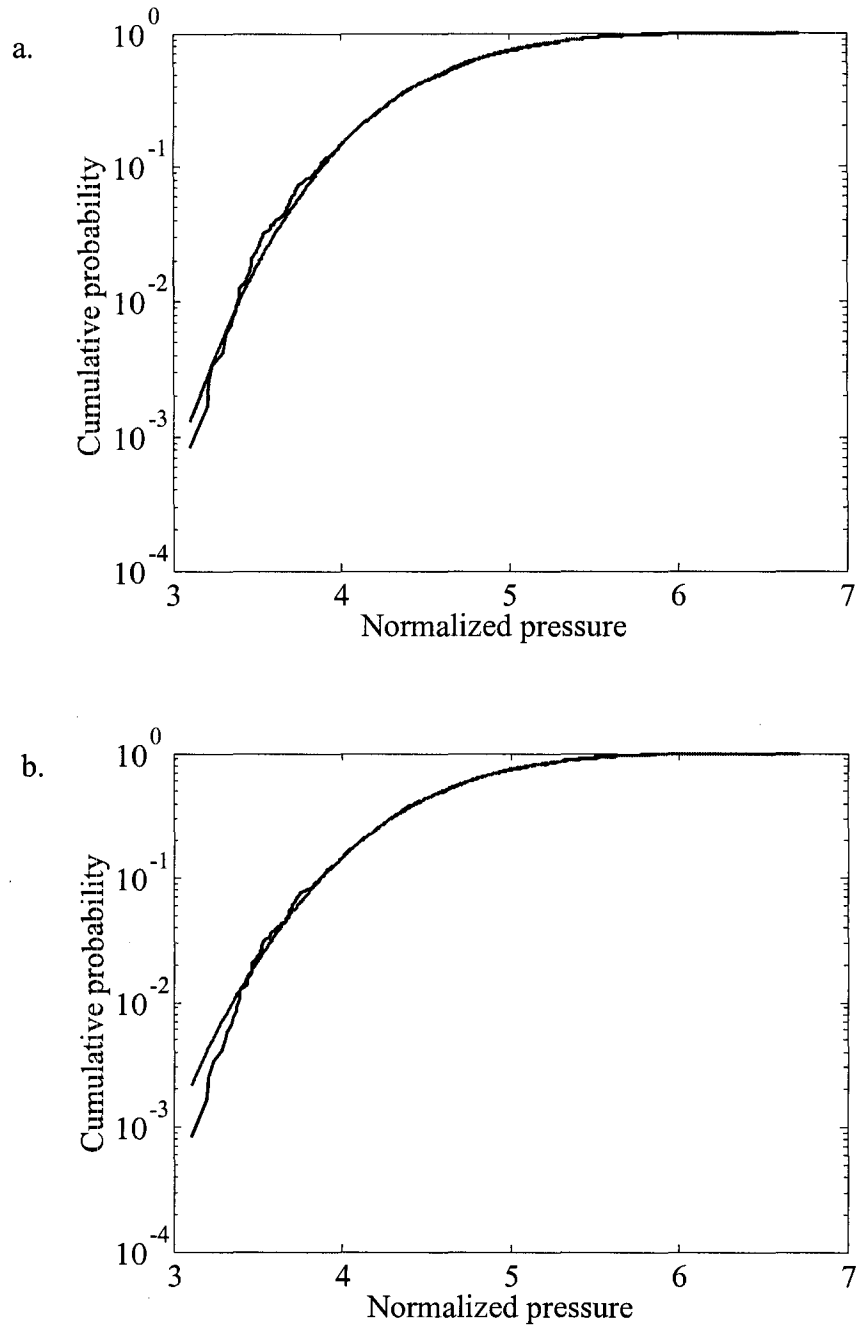 a.
10^0
10^-1
10^-2
10^-3
10^-4
Cumulative probability
3 4 5 6 7
Normalized pressure
b.
10^0
10^-1
10^-2
10^-3
10^-4
Cumulative probability
3 4 5 6 7
Normalized pressure